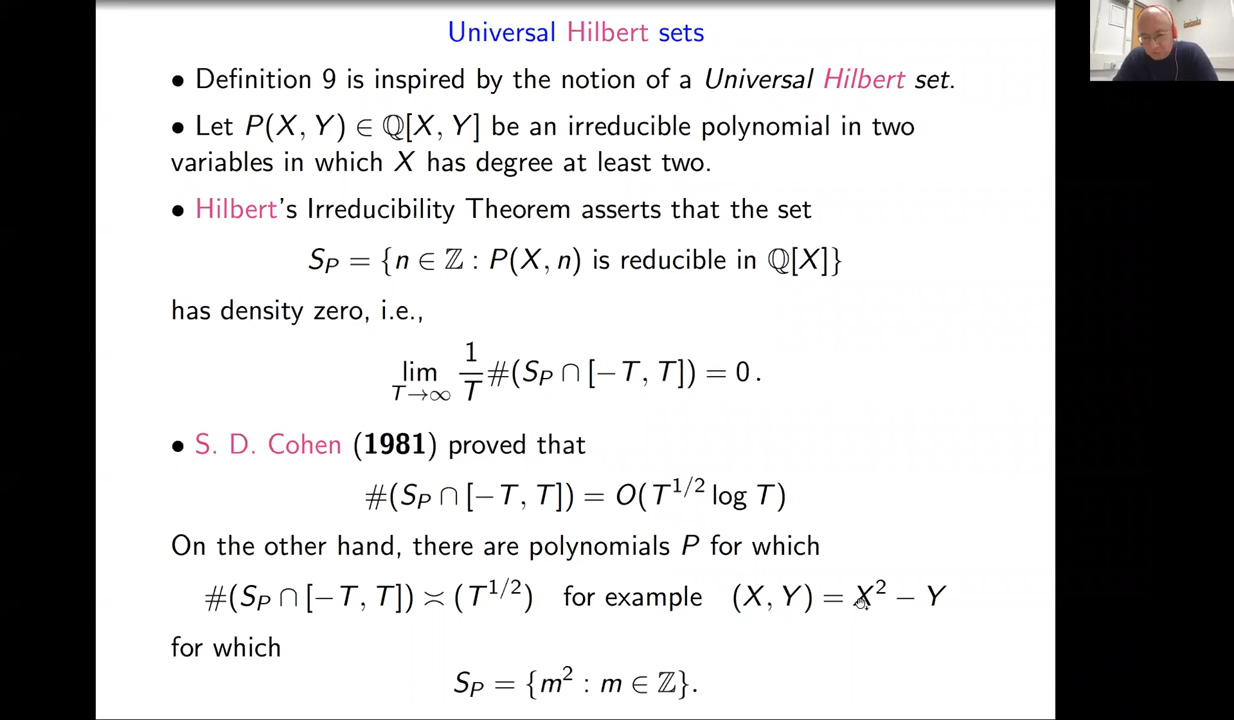 Universal Hilbert sets
• Definition 9 is inspired by the notion of a Universal Hilbert set.
• Let P(X, Y) ∈ ℚ[X, Y] be an irreducible polynomial in two
variables in which X has degree at least two.
• Hilbert's Irreducibility Theorem asserts that the set
S_P = {n ∈ ℤ : P(X, n) is reducible in ℚ[X]}
has density zero, i.e.,
lim_{T→∞} 1/T #(S_P ∩ [−T, T]) = 0 .
• S. D. Cohen (1981) proved that
#(S_P ∩ [−T, T]) = O(T^{1/2} log T)
On the other hand, there are polynomials P for which
#(S_P ∩ [−T, T]) ≍ (T^{1/2}) for example (X, Y) = X² − Y
for which
S_P = {m² : m ∈ ℤ}.